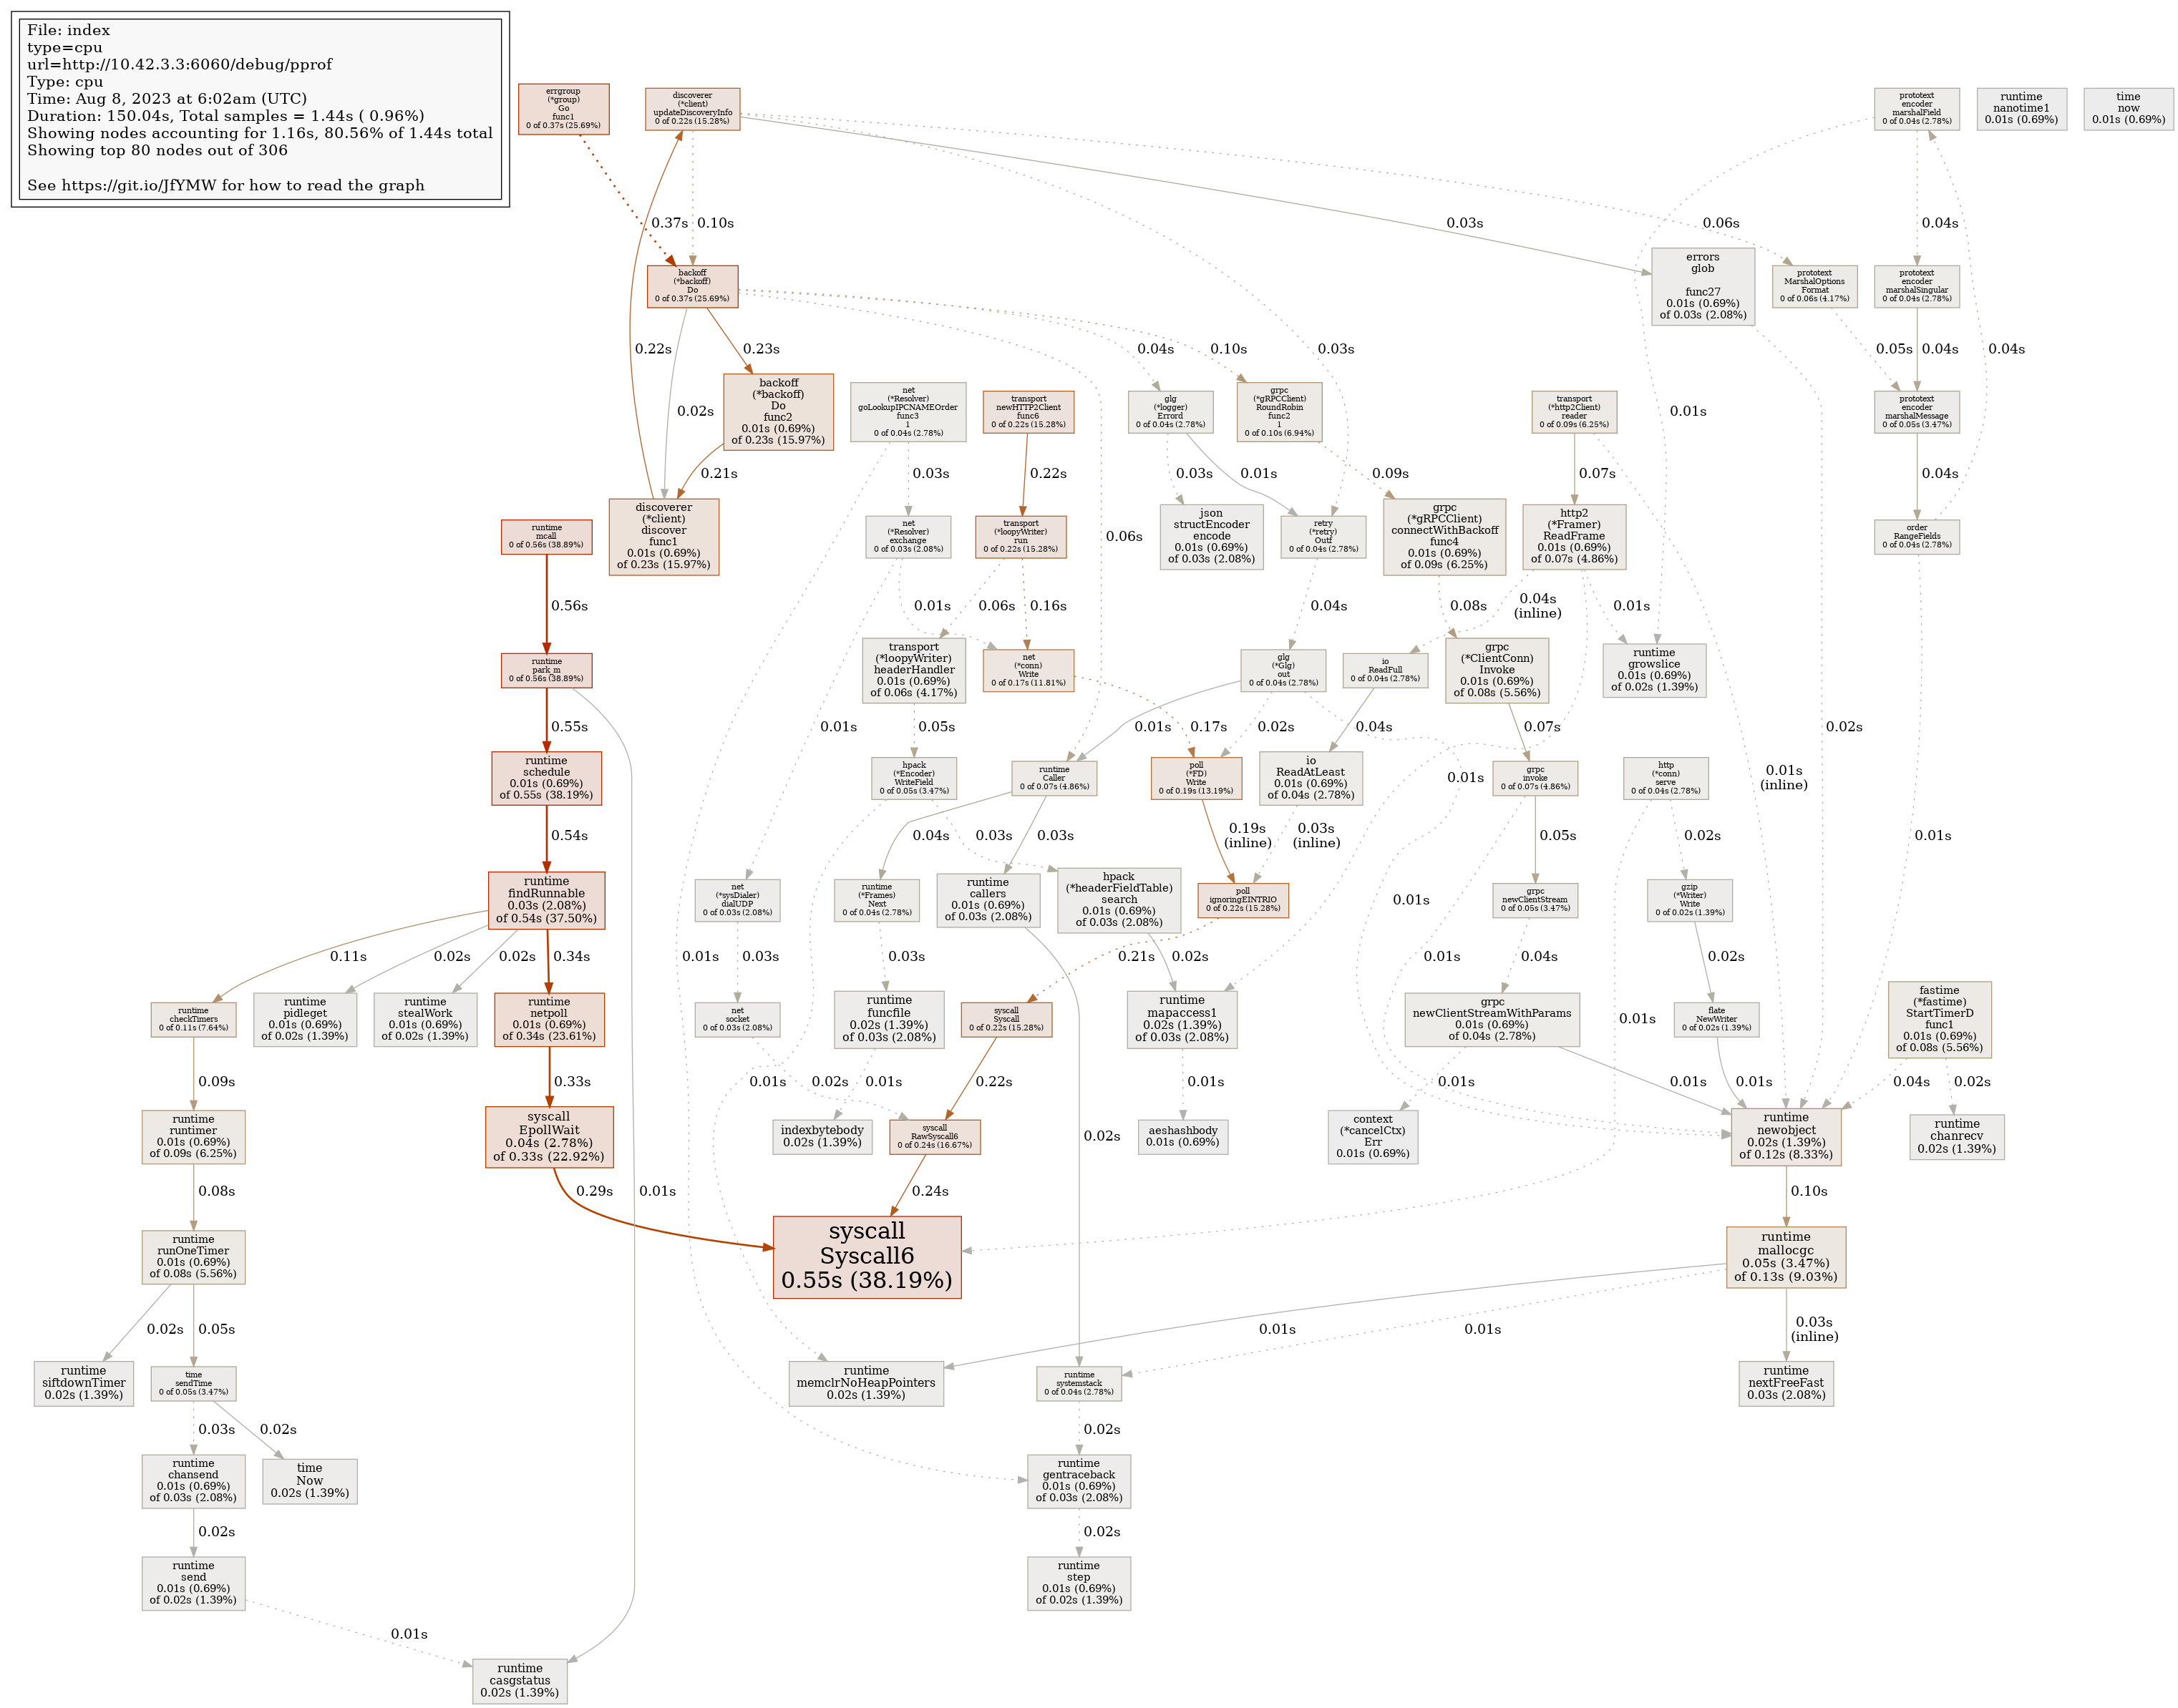 File: index
type=cpu
url=http://10.42.3.3:6060/debug/pprof
Type: cpu
Time: Aug 8, 2023 at 6:02am (UTC)
Duration: 150.04s, Total samples = 1.44s ( 0.96%)
Showing nodes accounting for 1.16s, 80.56% of 1.44s total
Showing top 80 nodes out of 306
See https://git.io/JfYMW for how to read the graph
errgroup
(*group)
Go
func1
0 of 0.37s (25.69%)
discoverer
(*client)
updateDiscoveryInfo
0 of 0.22s (15.28%)
prototext
encoder
marshalField
0 of 0.04s (2.78%)
runtime
nanotime1
0.01s (0.69%)
time
now
0.01s (0.69%)
0.37s
0.10s
0.03s
0.06s
0.04s
backoff
(*backoff)
Do
0 of 0.37s (25.69%)
errors
glob
func27
0.01s (0.69%)
of 0.03s (2.08%)
prototext
MarshalOptions
Format
0 of 0.06s (4.17%)
prototext
encoder
marshalSingular
0 of 0.04s (2.78%)
0.22s
0.23s
0.04s
0.10s
0.03s
0.05s
0.04s
0.04s
backoff
(*backoff)
Do
func2
0.01s (0.69%)
of 0.23s (15.97%)
net
(*Resolver)
goLookupIPCNAMEOrder
func3
1
0 of 0.04s (2.78%)
transport
newHTTP2Client
func6
0 of 0.22s (15.28%)
glg
(*logger)
Errord
0 of 0.04s (2.78%)
grpc
(*gRPCClient)
RoundRobin
func2
1
0 of 0.10s (6.94%)
transport
(*http2Client)
reader
0 of 0.09s (6.25%)
prototext
encoder
marshalMessage
0 of 0.05s (3.47%)
0.02s
0.01s
0.21s
0.03s
0.22s
0.03s
0.01s
0.09s
0.07s
0.04s
discoverer
(*client)
discover
func1
0.01s (0.69%)
of 0.23s (15.97%)
runtime
mcall
0 of 0.56s (38.89%)
net
(*Resolver)
exchange
0 of 0.03s (2.08%)
transport
(*loopyWriter)
run
0 of 0.22s (15.28%)
json
structEncoder
encode
0.01s (0.69%)
of 0.03s (2.08%)
retry
(*retry)
Outf
0 of 0.04s (2.78%)
grpc
(*gRPCClient)
connectWithBackoff
func4
0.01s (0.69%)
of 0.09s (6.25%)
http2
(*Framer)
ReadFrame
0.01s (0.69%)
of 0.07s (4.86%)
order
RangeFields
0 of 0.04s (2.78%)
0.06s
0.56s
0.01s
0.06s
0.16s
0.04s
0.08s
0.04s
(inline)
0.01s
runtime
park_m
0 of 0.56s (38.89%)
transport
(*loopyWriter)
headerHandler
0.01s (0.69%)
of 0.06s (4.17%)
net
(*conn)
Write
0 of 0.17s (11.81%)
glg
(*Glg)
out
0 of 0.04s (2.78%)
io
ReadFull
0 of 0.04s (2.78%)
grpc
(*ClientConn)
Invoke
0.01s (0.69%)
of 0.08s (5.56%)
runtime
growslice
0.01s (0.69%)
of 0.02s (1.39%)
0.55s
0.01s
0.05s
0.01s
0.17s
0.02s
0.04s
0.07s
0.02s
runtime
schedule
0.01s (0.69%)
of 0.55s (38.19%)
hpack
(*Encoder)
WriteField
0 of 0.05s (3.47%)
runtime
Caller
0 of 0.07s (4.86%)
poll
(*FD)
Write
0 of 0.19s (13.19%)
io
ReadAtLeast
0.01s (0.69%)
of 0.04s (2.78%)
0.01s
grpc
invoke
0 of 0.07s (4.86%)
http
(*conn)
serve
0 of 0.04s (2.78%)
0.01s
(inline)
0.54s
0.04s
0.03s
0.03s
0.19s
(inline)
0.03s
(inline)
0.05s
0.02s
0.01s
runtime
findRunnable
0.03s (2.08%)
of 0.54s (37.50%)
net
(*sysDialer)
dialUDP
0 of 0.03s (2.08%)
runtime
(*Frames)
Next
0 of 0.04s (2.78%)
runtime
callers
0.01s (0.69%)
of 0.03s (2.08%)
hpack
(*headerFieldTable)
search
0.01s (0.69%)
of 0.03s (2.08%)
poll
ignoringEINTRIO
0 of 0.22s (15.28%)
0.01s
grpc
newClientStream
0 of 0.05s (3.47%)
gzip
(*Writer)
Write
0 of 0.02s (1.39%)
0.11s
0.02s
0.02s
0.34s
0.01s
0.03s
0.03s
0.21s
0.02s
0.01s
0.04s
0.02s
runtime
checkTimers
0 of 0.11s (7.64%)
runtime
pidleget
0.01s (0.69%)
of 0.02s (1.39%)
runtime
stealWork
0.01s (0.69%)
of 0.02s (1.39%)
runtime
netpoll
0.01s (0.69%)
of 0.34s (23.61%)
net
socket
0 of 0.03s (2.08%)
runtime
funcfile
0.02s (1.39%)
of 0.03s (2.08%)
syscall
Syscall
0 of 0.22s (15.28%)
runtime
mapaccess1
0.02s (1.39%)
of 0.03s (2.08%)
grpc
newClientStreamWithParams
0.01s (0.69%)
of 0.04s (2.78%)
0.01s
flate
NewWriter
0 of 0.02s (1.39%)
fastime
(*fastime)
StartTimerD
func1
0.01s (0.69%)
of 0.08s (5.56%)
0.09s
0.33s
0.01s
0.02s
0.01s
0.22s
0.01s
0.01s
0.01s
0.01s
0.04s
0.02s
runtime
runtimer
0.01s (0.69%)
of 0.09s (6.25%)
syscall
EpollWait
0.04s (2.78%)
of 0.33s (22.92%)
indexbytebody
0.02s (1.39%)
syscall
RawSyscall6
0 of 0.24s (16.67%)
0.02s
aeshashbody
0.01s (0.69%)
context
(*cancelCtx)
Err
0.01s (0.69%)
runtime
newobject
0.02s (1.39%)
of 0.12s (8.33%)
runtime
chanrecv
0.02s (1.39%)
0.08s
0.29s
0.01s
0.24s
0.10s
runtime
runOneTimer
0.01s (0.69%)
of 0.08s (5.56%)
syscall
Syscall6
0.55s (38.19%)
runtime
mallocgc
0.05s (3.47%)
of 0.13s (9.03%)
0.02s
0.05s
0.01s
0.01s
0.03s
(inline)
runtime
siftdownTimer
0.02s (1.39%)
time
sendTime
0 of 0.05s (3.47%)
runtime
memclrNoHeapPointers
0.02s (1.39%)
runtime
systemstack
0 of 0.04s (2.78%)
runtime
nextFreeFast
0.03s (2.08%)
0.03s
0.02s
0.02s
runtime
chansend
0.01s (0.69%)
of 0.03s (2.08%)
time
Now
0.02s (1.39%)
runtime
gentraceback
0.01s (0.69%)
of 0.03s (2.08%)
0.02s
0.02s
runtime
send
0.01s (0.69%)
of 0.02s (1.39%)
runtime
step
0.01s (0.69%)
of 0.02s (1.39%)
0.01s
runtime
casgstatus
0.02s (1.39%)